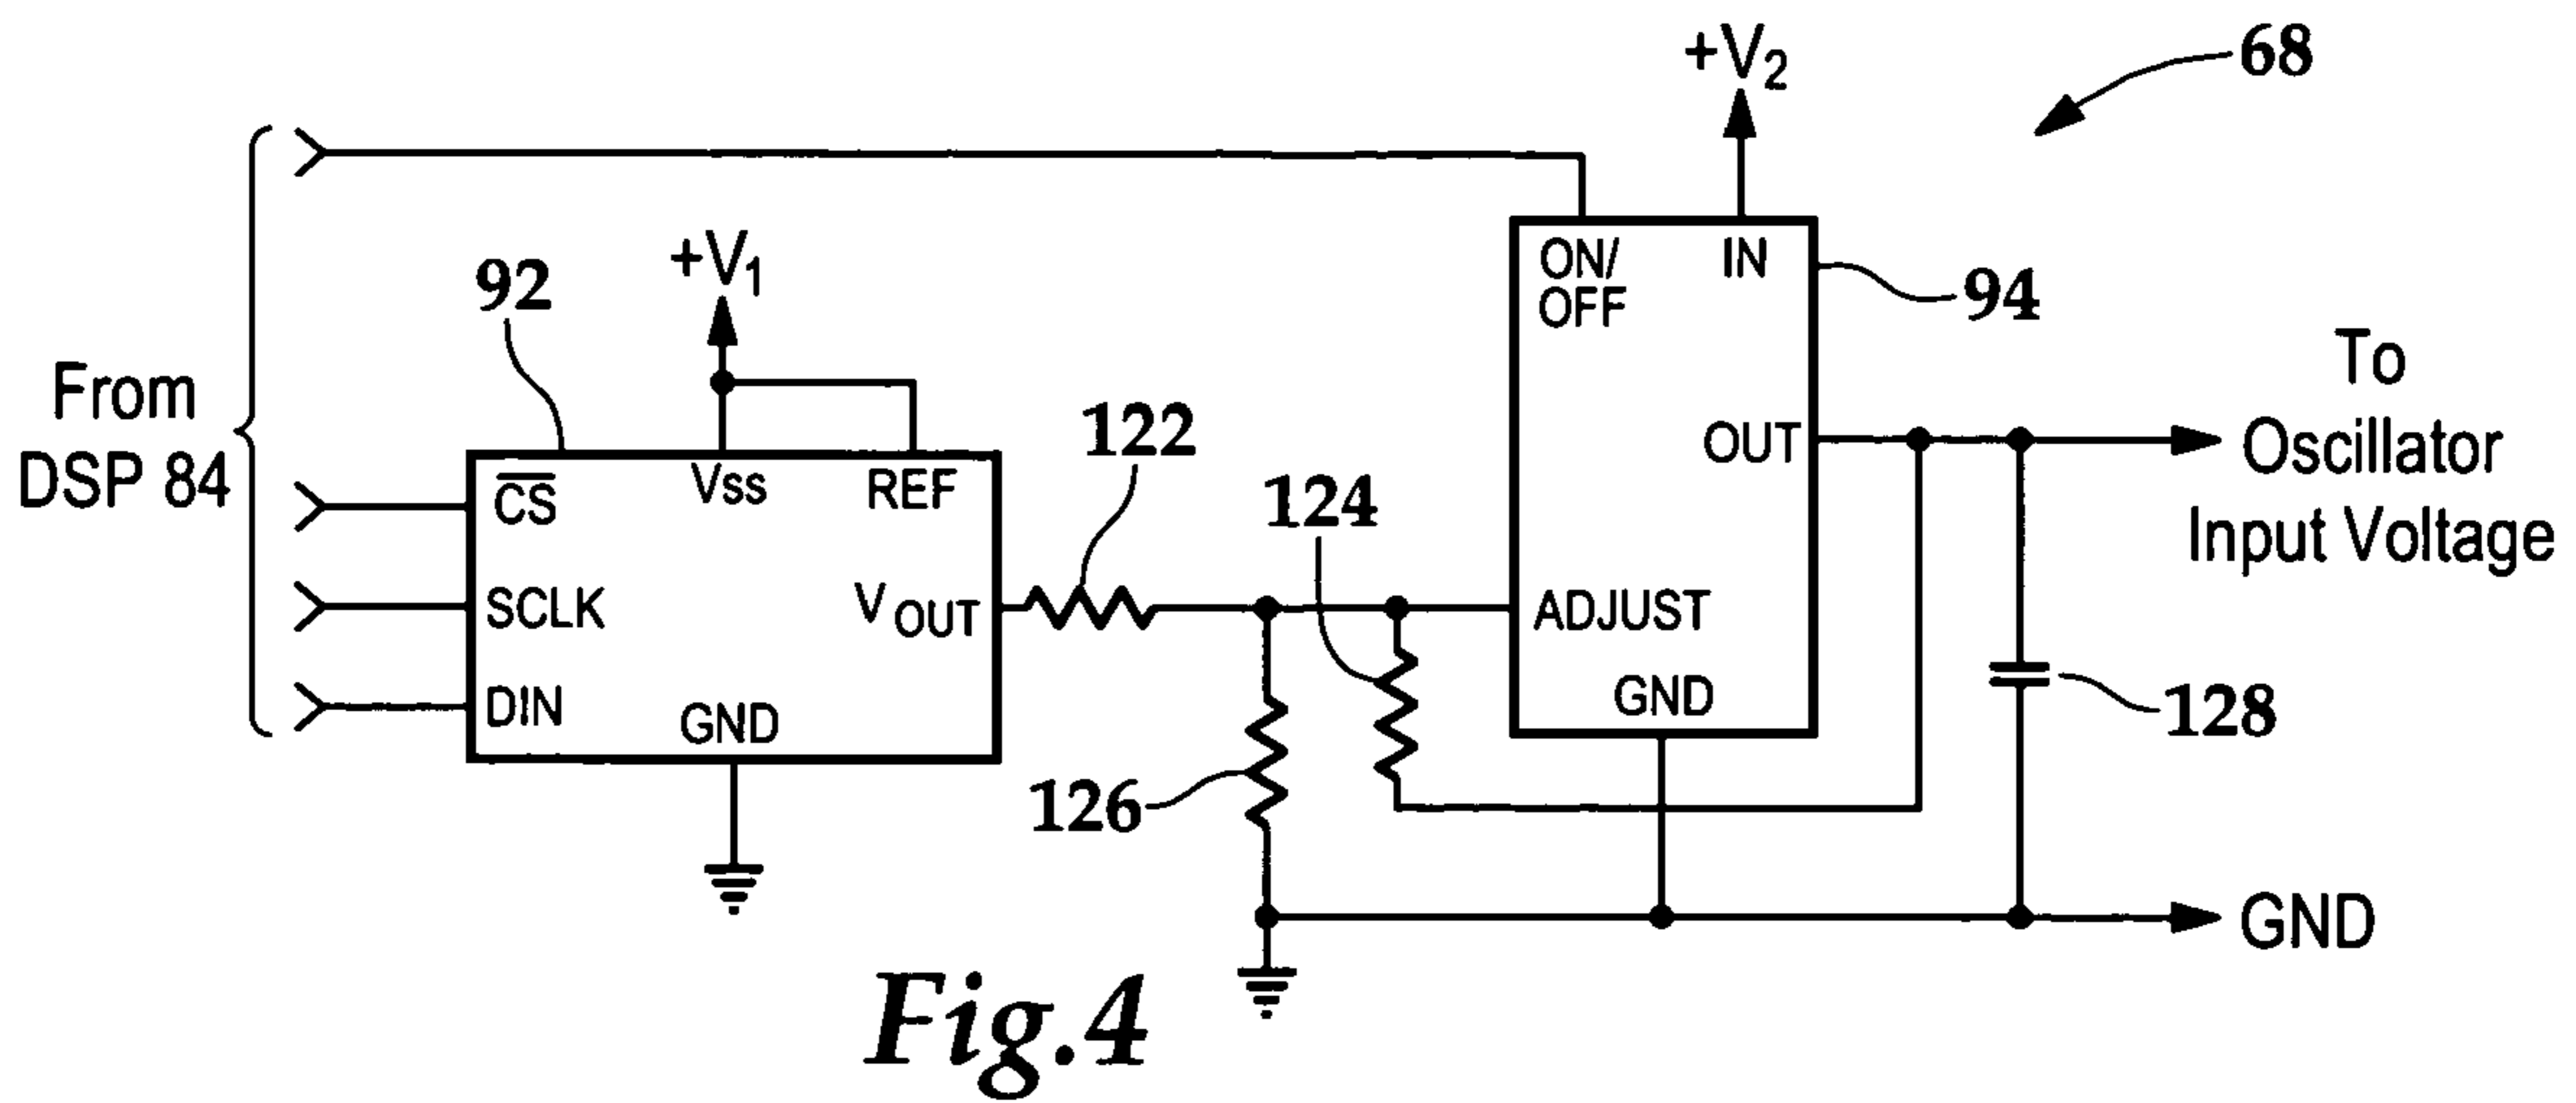 +V2
68
+V1
92
ON/
OFF
IN
94
From
DSP 84
CS
Vss
REF
122
124
OUT
To
Oscillator
Input Voltage
SCLK
VOUT
ADJUST
DIN
GND
GND
126
128
GND
Fig.4